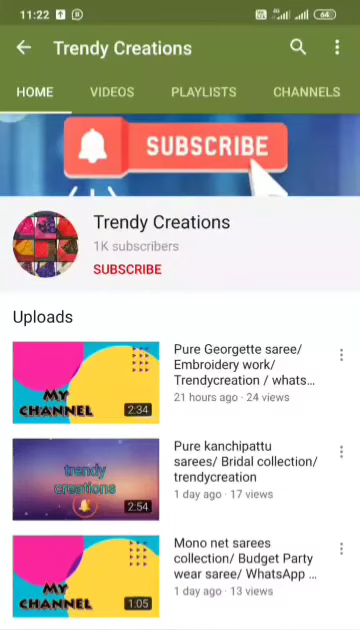 11:22
64
Trendy Creations
HOME VIDEOS PLAYLISTS CHANNELS
SUBSCRIBE
Trendy Creations
1K subscribers
SUBSCRIBE
Uploads
MY
CHANNEL
2:34
Pure Georgette saree/
Embroidery work/
Trendycreation / whats...
21 hours ago · 24 views
trendy
creations
2:54
Pure kanchipattu
sarees/ Bridal collection/
trendycreation
1 day ago · 17 views
MY
CHANNEL
1:05
Mono net sarees
collection/ Budget Party
wear saree/ WhatsApp ...
1 day ago · 13 views